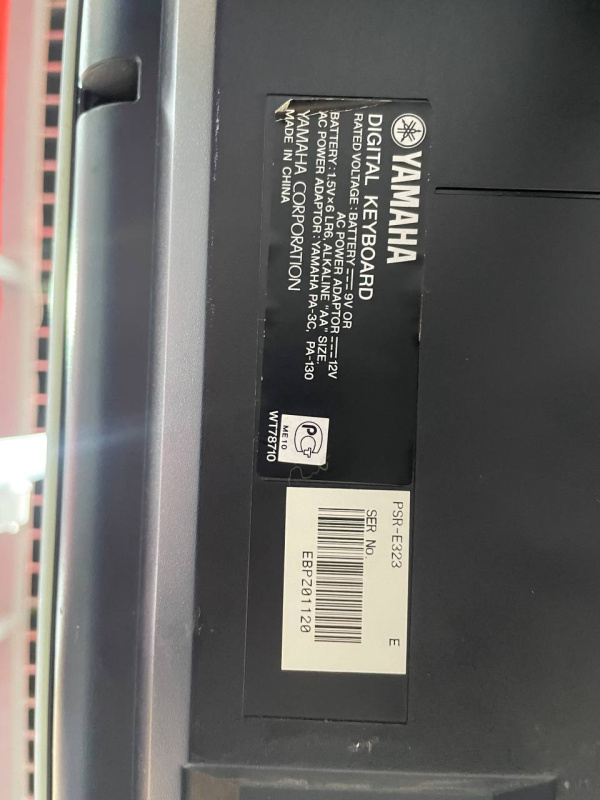 YAMAHA
DIGITAL KEYBOARD
RATED VOLTAGE : BATTERY ⎓ 9V OR
AC POWER ADAPTOR ⎓ 12V
BATTERY : 1.5V×6 LR6, ALKALINE "AA" SIZE
AC POWER ADAPTOR : YAMAHA PA-3C, PA-130
YAMAHA CORPORATION
MADE IN CHINA
ME10
WT78710
PSR-E323 E
SER No.
EBPZ01120